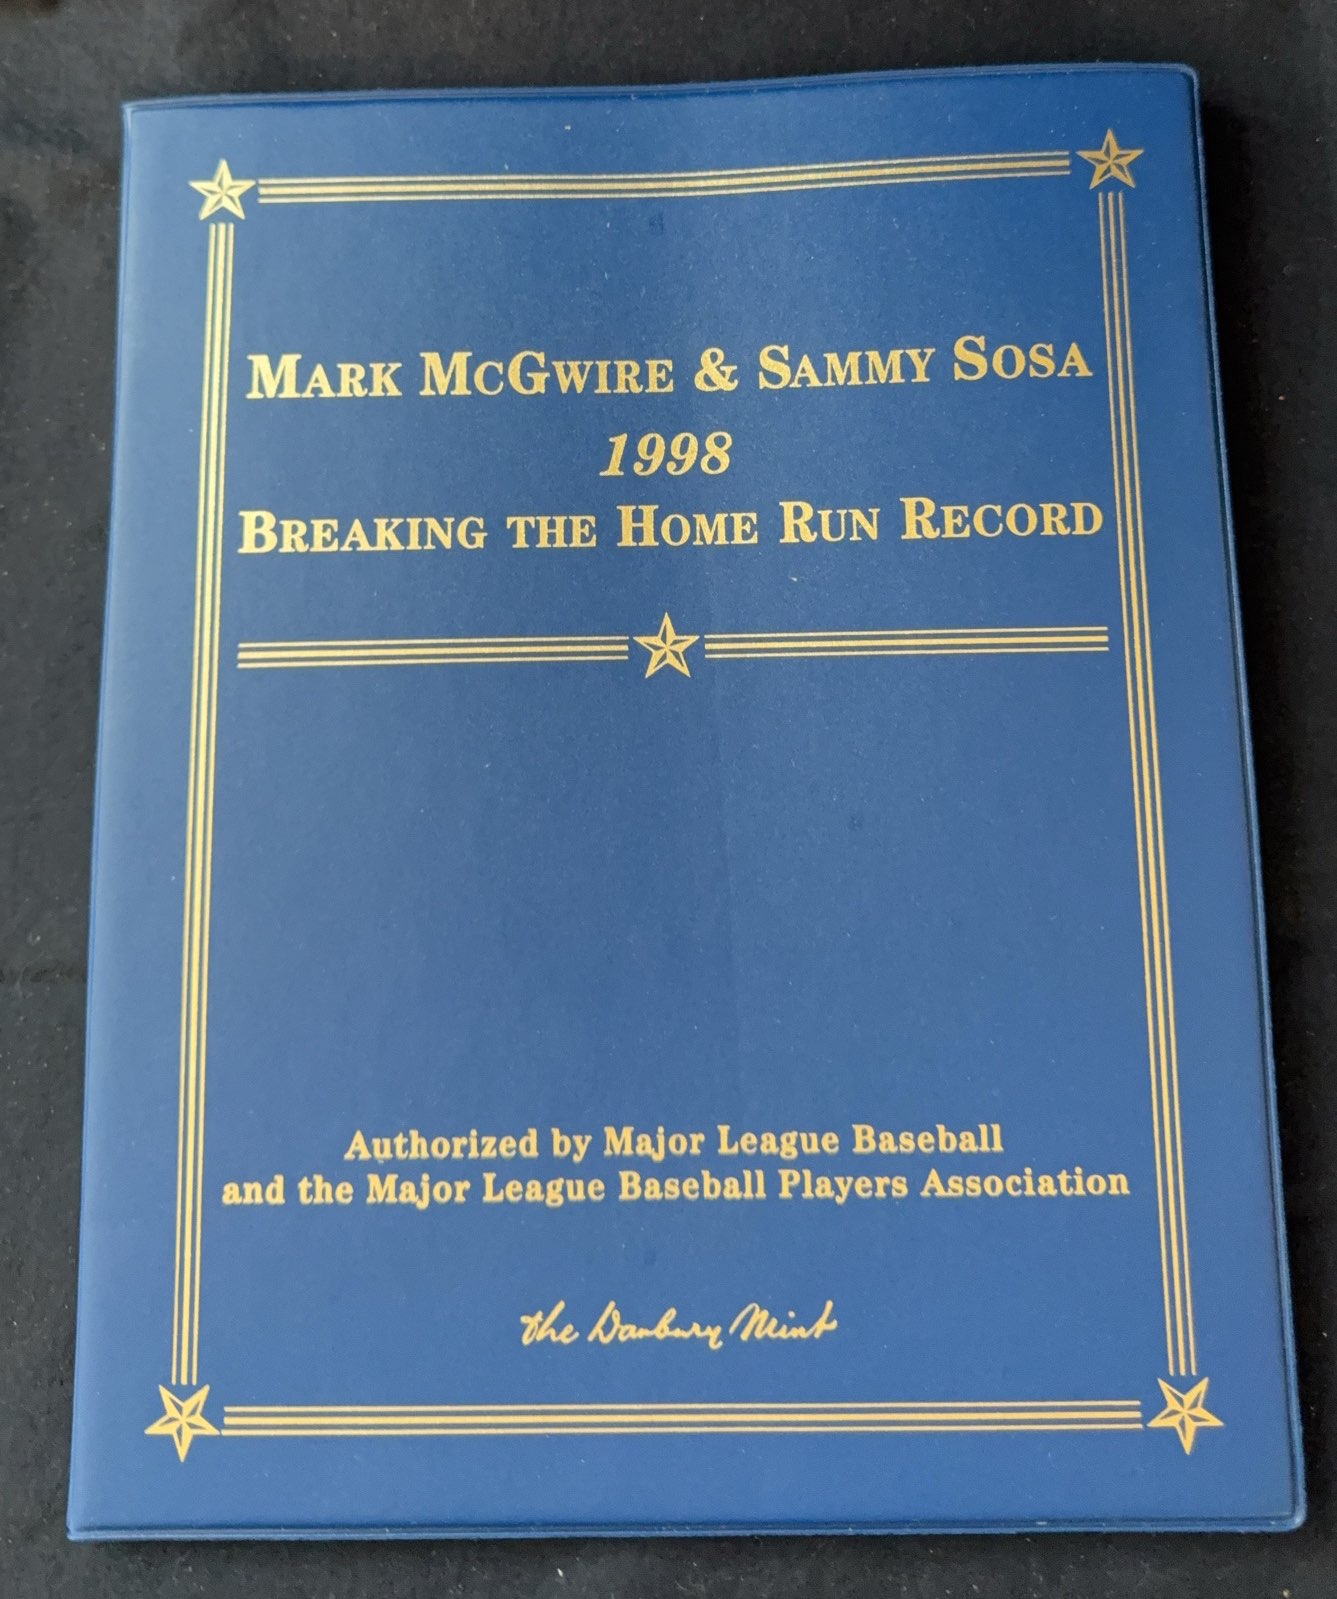 MARK MCGWIRE & SAMMY SOSA
1998
BREAKING THE HOME RUN RECORD
Authorized by Major League Baseball
and the Major League Baseball Players Association
the Danbury Mint